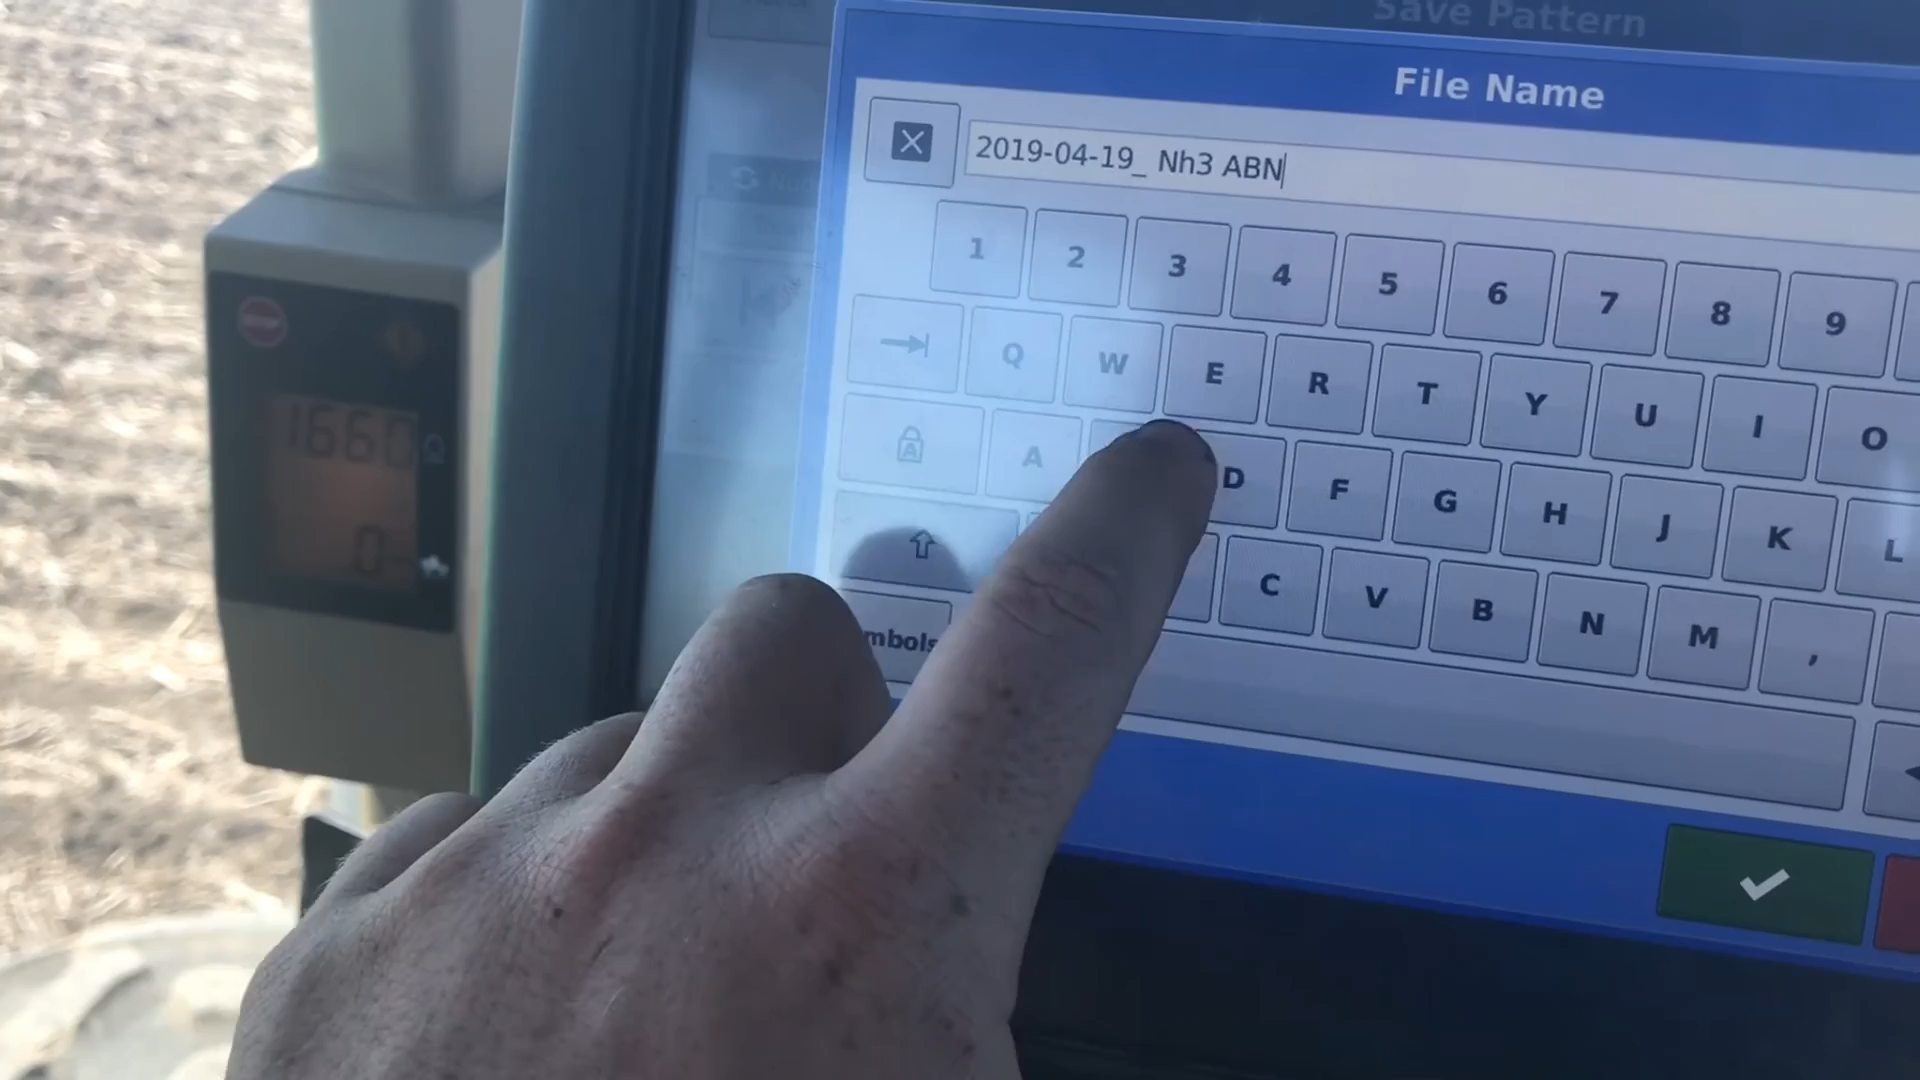 Save Pattern
File Name
2019-04-19_ Nh3 ABN
1 2 3 4 5 6 7 8 9
Q W E R T Y U I O
A D F G H J K L
C V B N M ,
mbols
1660
0